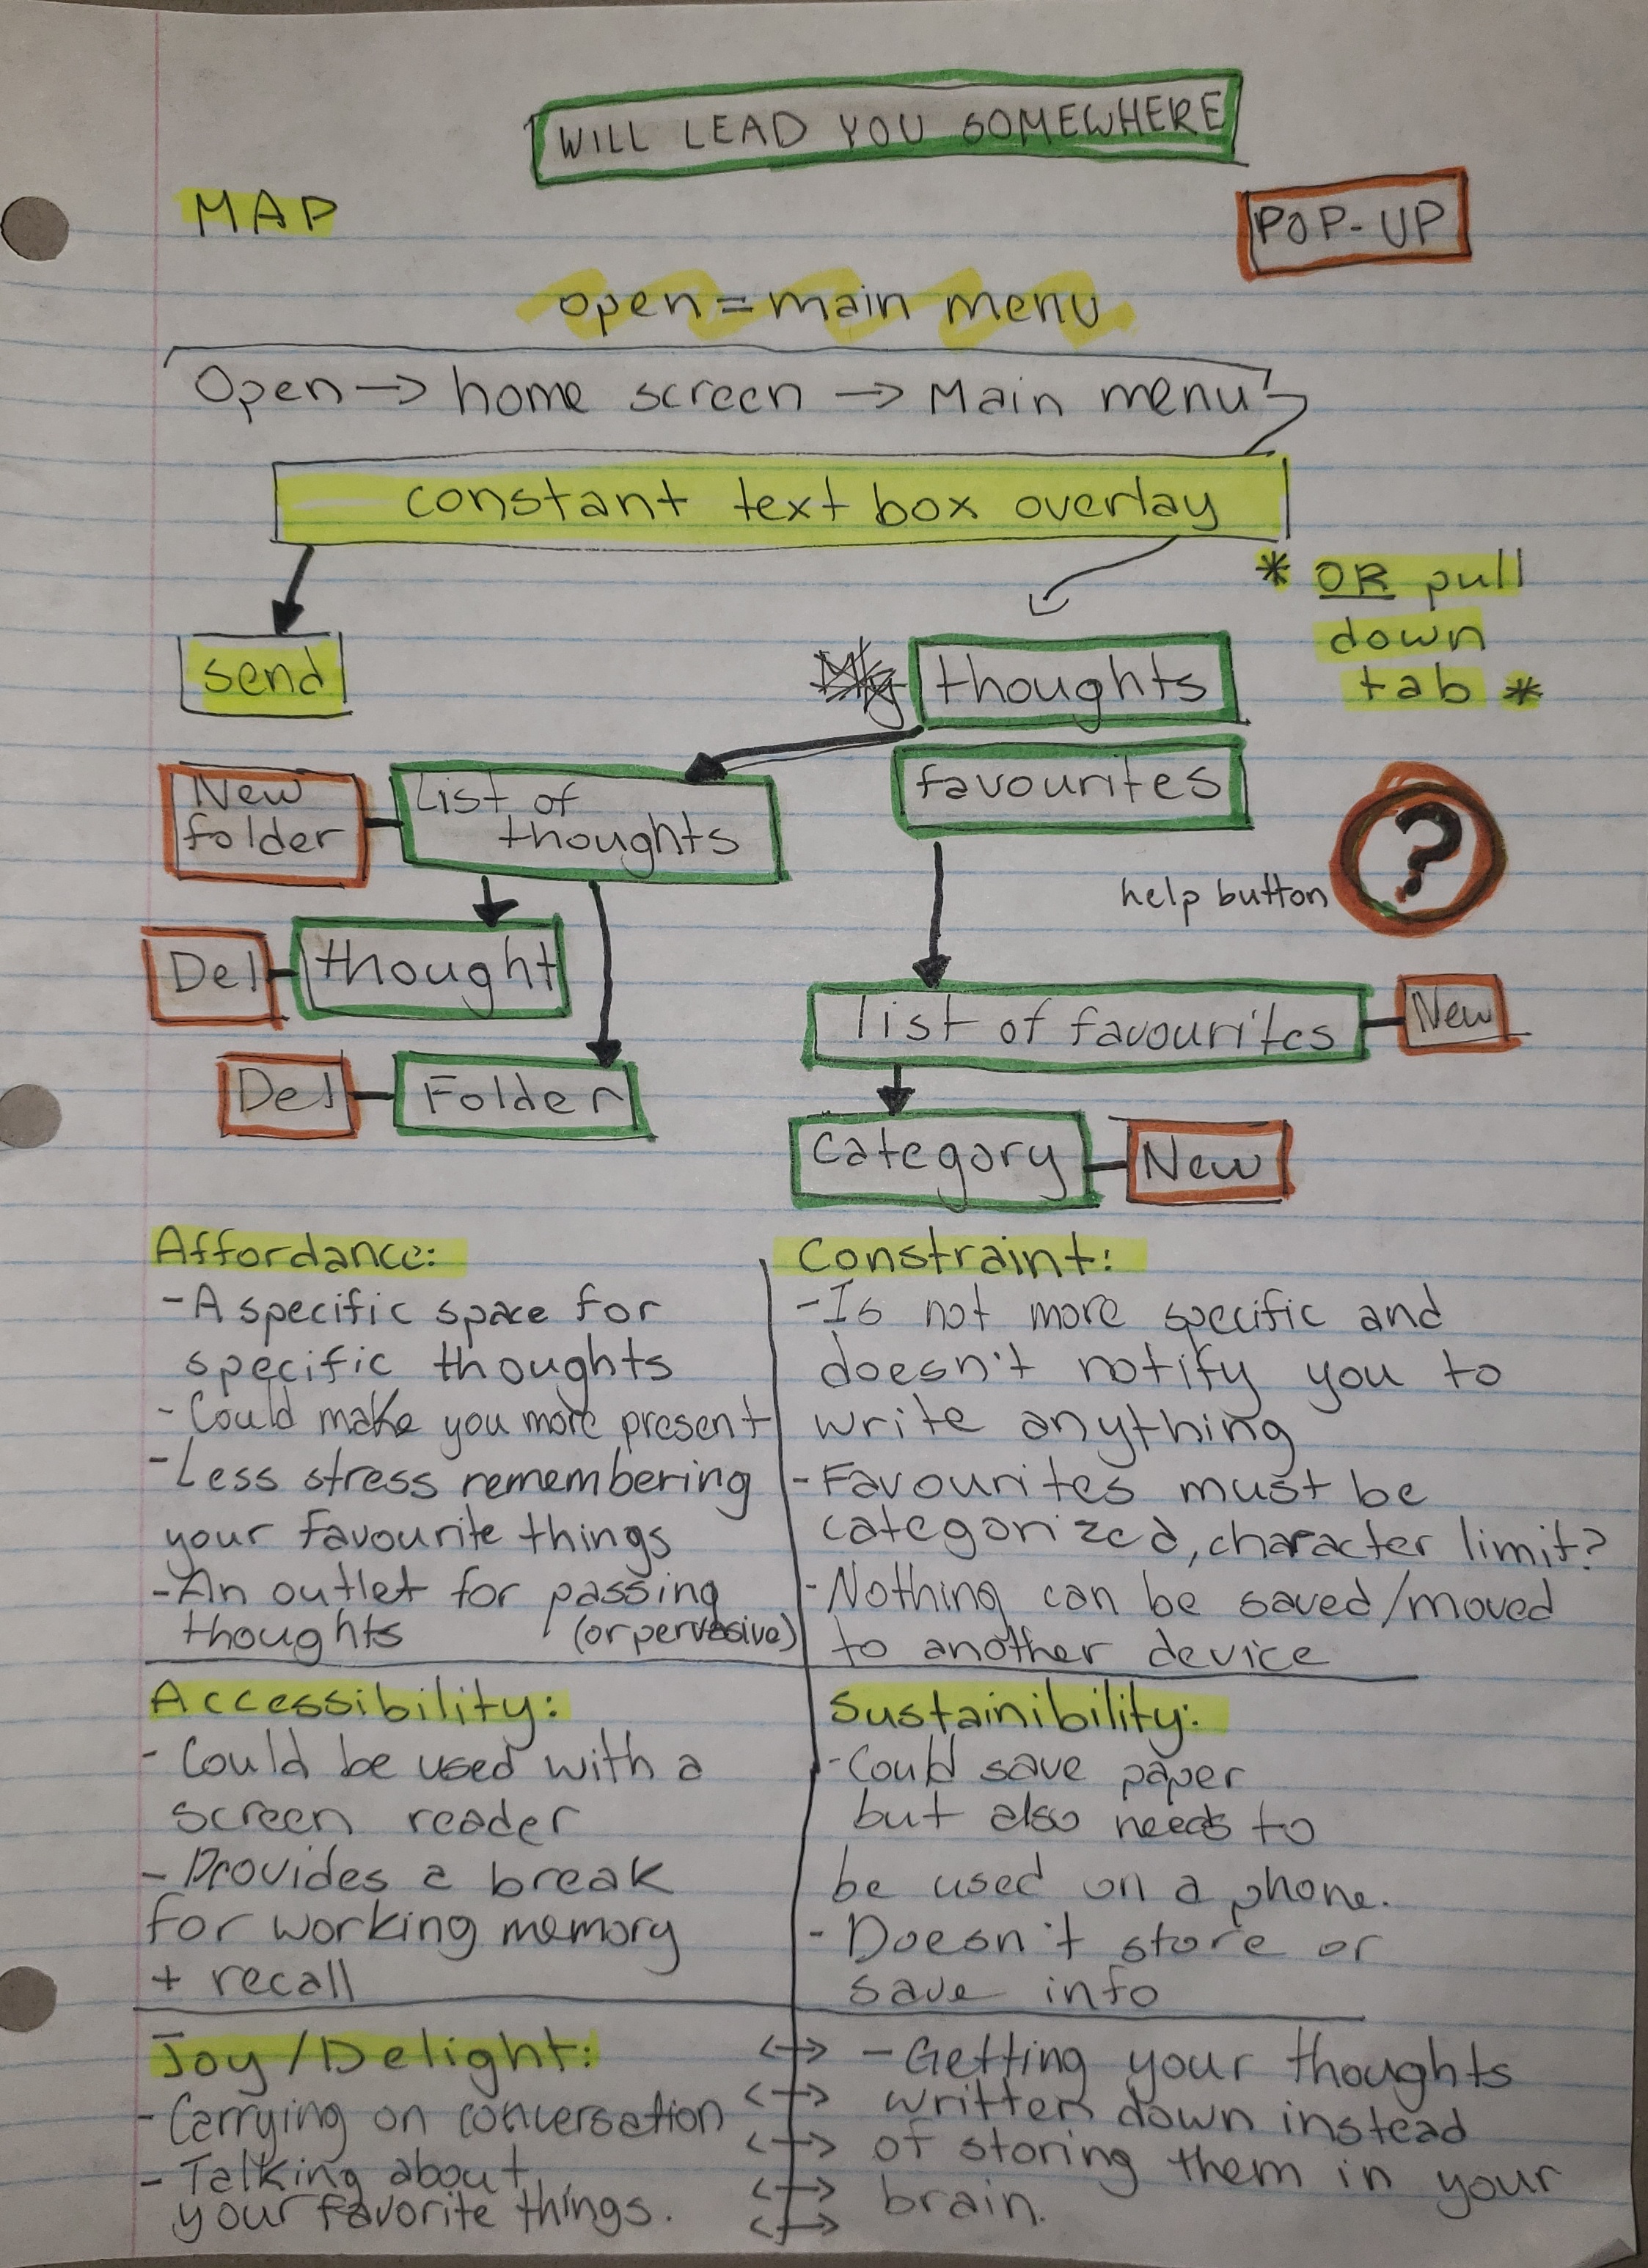 WILL LEAD YOU SOMEWHERE
MAP
POP-UP
open = main menu
Open → home screen → Main menu
constant text box overlay
* OR pull
down
tab *
send
thoughts
favourites
New
folder
List of
thoughts
?
help button
Del
thought
list of favourites
New
Del
Folder
category
New
Affordance:
- A specific space for
specific thoughts
- Could make you more present
- Less stress remembering
your favourite things
- An outlet for passing
thoughts (or pervasive)
Constraint:
- Is not more specific and
doesn't notify you to
write anything
- Favourites must be
categorized, character limit?
- Nothing can be saved/moved
to another device
Accessibility:
- Could be used with a
screen reader
- Provides a break
for working memory
+ recall
Sustainibility:
- Could save paper
but also needs to
be used on a phone.
- Doesn't store or
save info
Joy/Delight:
- Carrying on conversation
- Talking about
your favorite things.
↔ - Getting your thoughts
↔ written down instead
↔ of storing them in your
↔ brain.
↔